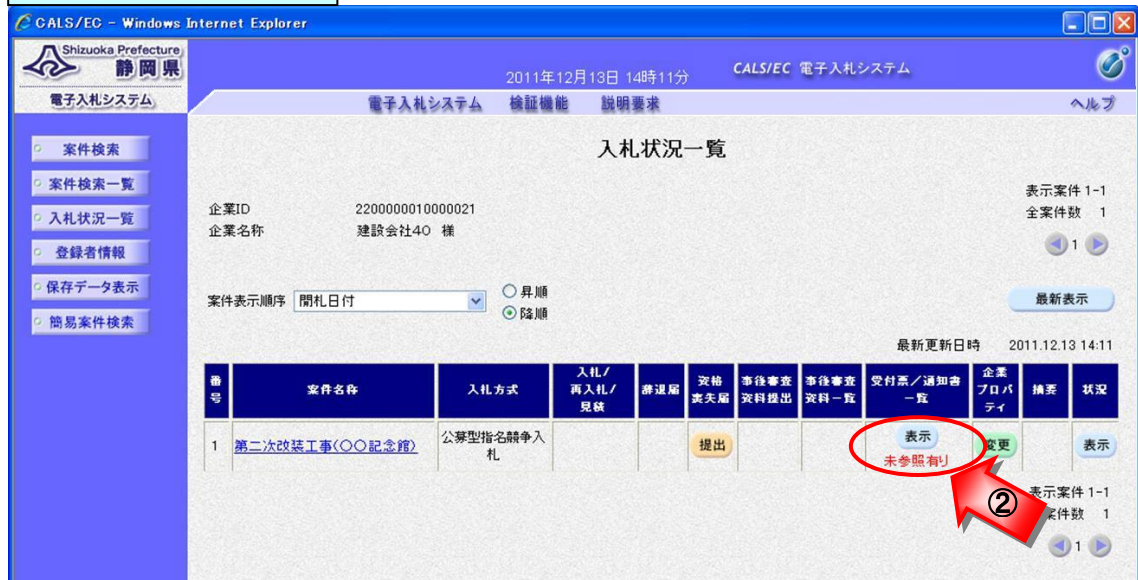 CALS/EC - Windows Internet Explorer
Shizuoka Prefecture
静岡県
電子入札システム
2011年12月13日 14時11分
CALS/EC 電子入札システム
電子入札システム 検証機能 説明要求 ヘルプ
案件検索
案件検索一覧
入札状況一覧
登録者情報
保存データ表示
簡易案件検索
入札状況一覧
企業ID 2200000010000021
企業名称 建設会社40 様
表示案件 1-1
全案件数 1
1
案件表示順序 開札日付
昇順
降順
最新表示
最新更新日時 2011.12.13 14:11
番号 案件名称 入札方式 入札/再入札/見積 辞退届 資格喪失届 事後審査資料提出 事後審査資料一覧 受付票/通知書一覧 企業プロパティ 摘要 状況
1 第二次改装工事(〇〇記念館) 公募型指名競争入札 提出 表示 未参照有り 変更 表示
②
表示案件 1-1
案件数 1
1